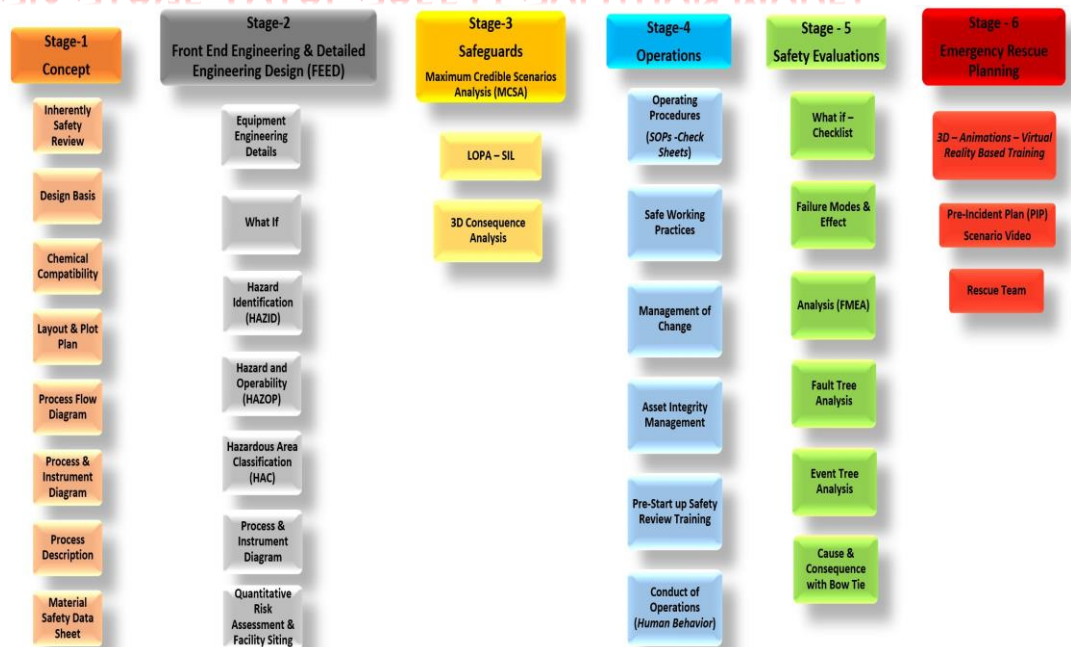 Stage-1
Concept
Inherently
Safety
Review
Design Basis
Chemical
Compatibility
Layout & Plot
Plan
Process Flow
Diagram
Process &
Instrument
Diagram
Process
Description
Material
Safety Data
Sheet
Stage-2
Front End Engineering & Detailed
Engineering Design (FEED)
Equipment
Engineering
Details
What If
Hazard
Identification
(HAZID)
Hazard and
Operability
(HAZOP)
Hazardous Area
Classification
(HAC)
Process &
Instrument
Diagram
Quantitative
Risk
Assessment &
Facility Siting
Stage-3
Safeguards
Maximum Credible Scenarios
Analysis (MCSA)
LOPA – SIL
3D Consequence
Analysis
Stage-4
Operations
Operating
Procedures
(SOPs -Check
Sheets)
Safe Working
Practices
Management of
Change
Asset Integrity
Management
Pre-Start up Safety
Review Training
Conduct of
Operations
(Human Behavior)
Stage - 5
Safety Evaluations
What if –
Checklist
Failure Modes &
Effect
Analysis (FMEA)
Fault Tree
Analysis
Event Tree
Analysis
Cause &
Consequence
with Bow Tie
Stage - 6
Emergency Rescue
Planning
3D – Animations – Virtual
Reality Based Training
Pre-Incident Plan (PIP)
Scenario Video
Rescue Team